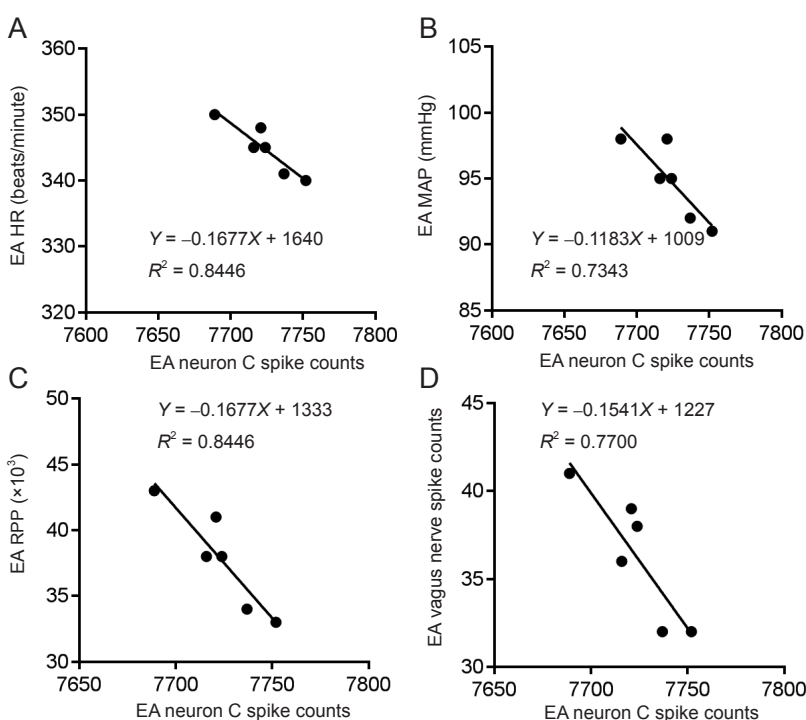 A
EA HR (beats/minute)
360
350
340
330
320
7600 7650 7700 7750 7800
Y = –0.1677X + 1640
R² = 0.8446
EA neuron C spike counts
B
EA MAP (mmHg)
105
100
95
90
85
7600 7650 7700 7750 7800
Y = –0.1183X + 1009
R² = 0.7343
EA neuron C spike counts
C
EA RPP (×10³)
50
45
40
35
30
7650 7700 7750 7800
Y = –0.1677X + 1333
R² = 0.8446
EA neuron C spike counts
D
EA vagus nerve spike counts
45
40
35
30
7650 7700 7750 7800
Y = –0.1541X + 1227
R² = 0.7700
EA neuron C spike counts